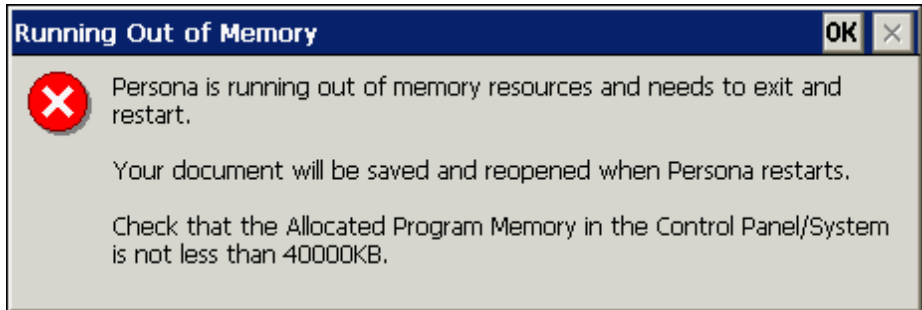 Running Out of Memory OK
Persona is running out of memory resources and needs to exit and
restart.
Your document will be saved and reopened when Persona restarts.
Check that the Allocated Program Memory in the Control Panel/System
is not less than 40000KB.